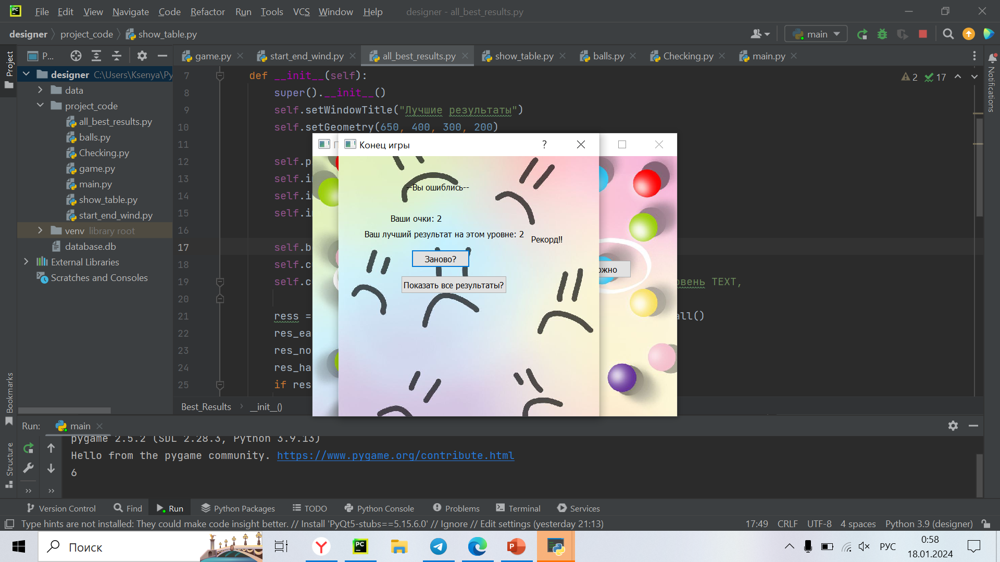 File Edit View Navigate Code Refactor Run Tools VCS Window Help designer - all_best_results.py
designer project_code show_table.py main
P... game.py start_end_wind.py all_best_results.py show_table.py balls.py Checking.py main.py
Project
designer C:\Users\Ksenya\Py
data
project_code
all_best_results.py
balls.py
Checking.py
game.py
main.py
show_table.py
start_end_wind.py
venv library root
database.db
External Libraries
Scratches and Consoles
7 def __init__(self):
2 17
8 super().__init__()
9 self.setWindowTitle("Лучшие результаты")
10 self.setGeometry(650, 400, 300, 200)
11
12 self.p
13 self.i
14 self.i
15 self.i
16
17 self.b
18 self.c
19 self.c овень TEXT,
20
21 ress = all()
22 res_ea
23 res_no
24 res_ha
25 if res
Best_Results __init__()
Конец игры ?
--Вы ошиблись--
Ваши очки: 2
Ваш лучший результат на этом уровне: 2
Рекорд!!
Заново?
Показать все результаты?
ожно
Notifications
Bookmarks
Structure
Run: main
pygame 2.5.2 (SDL 2.28.3, Python 3.9.13)
Hello from the pygame community. https://www.pygame.org/contribute.html
6
Version Control Find Run Python Packages TODO Python Console Problems Terminal Services
Type hints are not installed: They could make code insight better. // Install 'PyQt5-stubs==5.15.6.0' // Ignore // Edit settings (yesterday 21:13) 17:49 CRLF UTF-8 4 spaces Python 3.9 (designer)
Поиск
РУС
0:58
18.01.2024